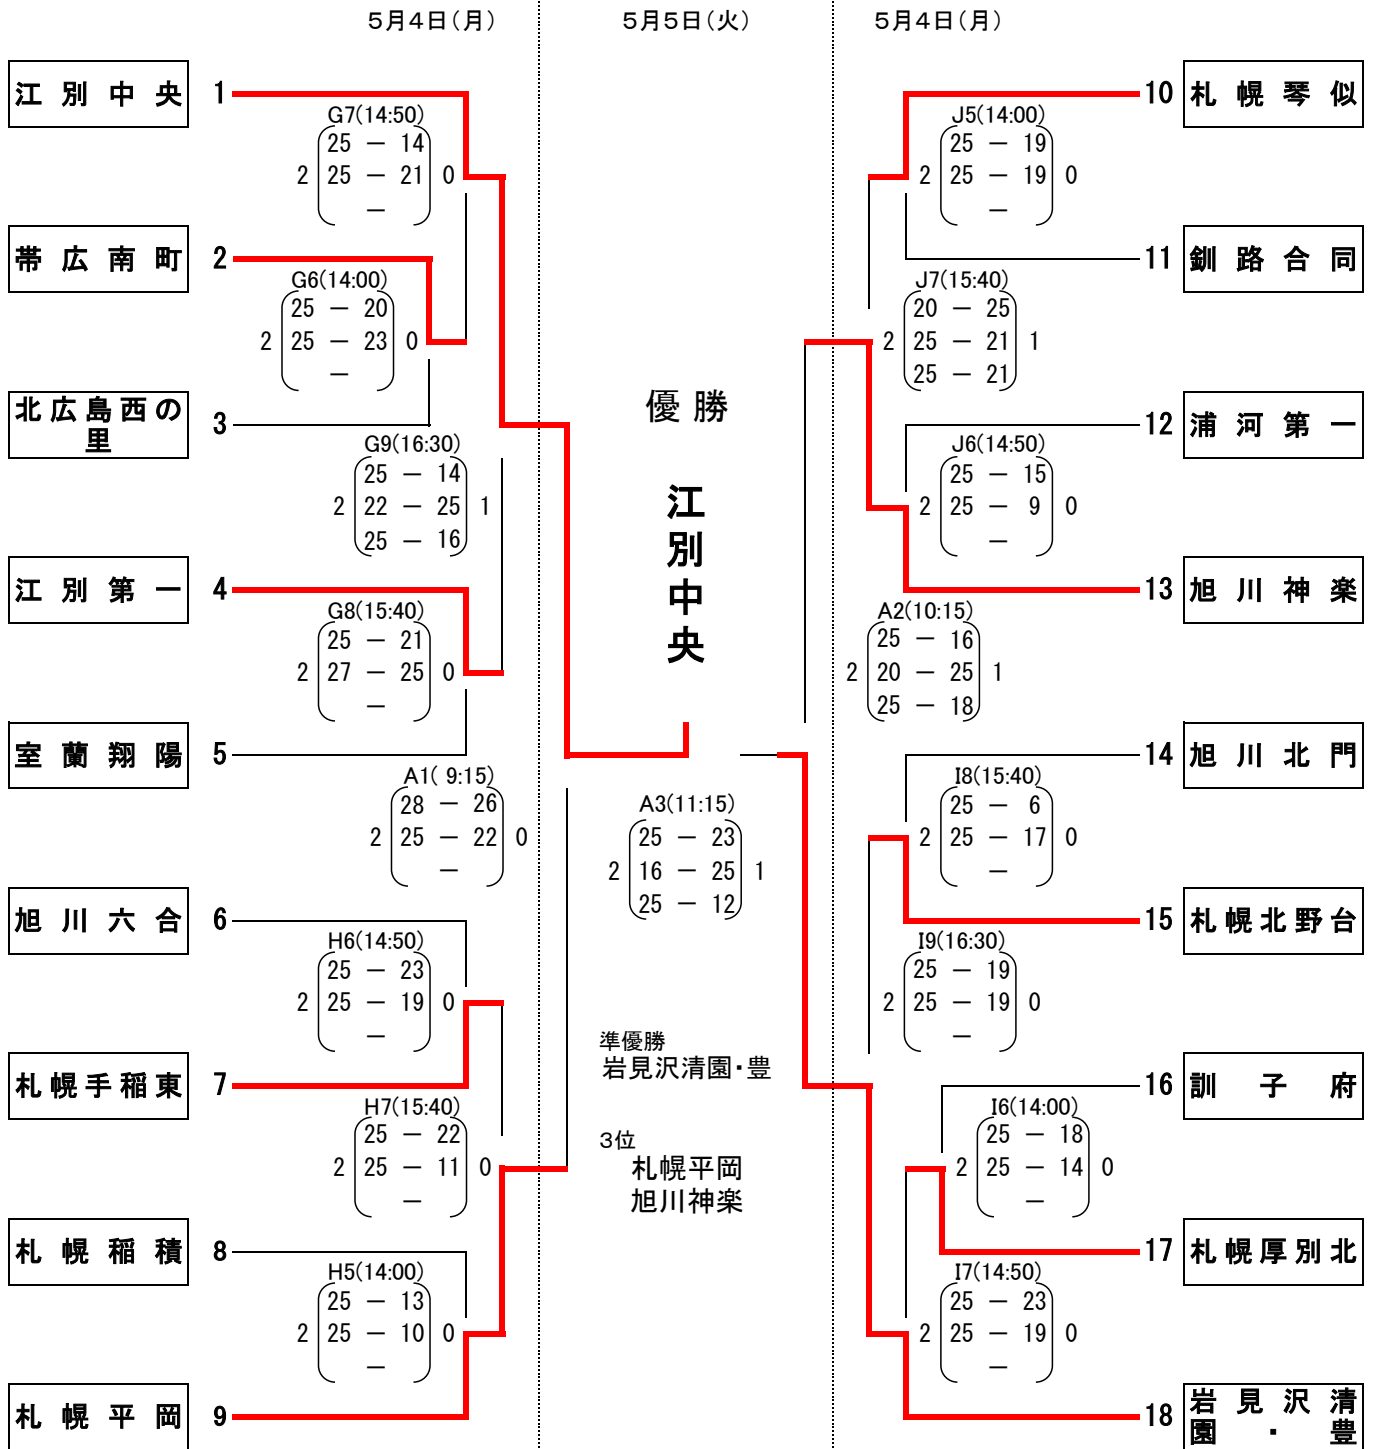 5月4日(月)
5月5日(火)
5月4日(月)
江別中央 1
G7(14:50)
25 － 14
2 25 － 21 0
－
帯広南町 2
G6(14:00)
25 － 20
2 25 － 23 0
－
北広島西の
里
3
G9(16:30)
25 － 14
2 22 － 25 1
25 － 16
江別第一 4
G8(15:40)
25 － 21
2 27 － 25 0
－
室蘭翔陽 5
A1( 9:15)
28 － 26
2 25 － 22 0
－
旭川六合 6
H6(14:50)
25 － 23
2 25 － 19 0
－
札幌手稲東 7
H7(15:40)
25 － 22
2 25 － 11 0
－
札幌稲積 8
H5(14:00)
25 － 13
2 25 － 10 0
－
札幌平岡 9
優勝
江別中央
A3(11:15)
25 － 23
2 16 － 25 1
25 － 12
準優勝
岩見沢清園・豊
3位
札幌平岡
旭川神楽
10 札幌琴似
J5(14:00)
25 － 19
2 25 － 19 0
－
11 釧路合同
J7(15:40)
20 － 25
2 25 － 21 1
25 － 21
12 浦河第一
J6(14:50)
25 － 15
2 25 － 9 0
－
13 旭川神楽
A2(10:15)
25 － 16
2 20 － 25 1
25 － 18
14 旭川北門
I8(15:40)
25 － 6
2 25 － 17 0
－
15 札幌北野台
I9(16:30)
25 － 19
2 25 － 19 0
－
16 訓子府
I6(14:00)
25 － 18
2 25 － 14 0
－
17 札幌厚別北
I7(14:50)
25 － 23
2 25 － 19 0
－
18 岩見沢清
園・豊